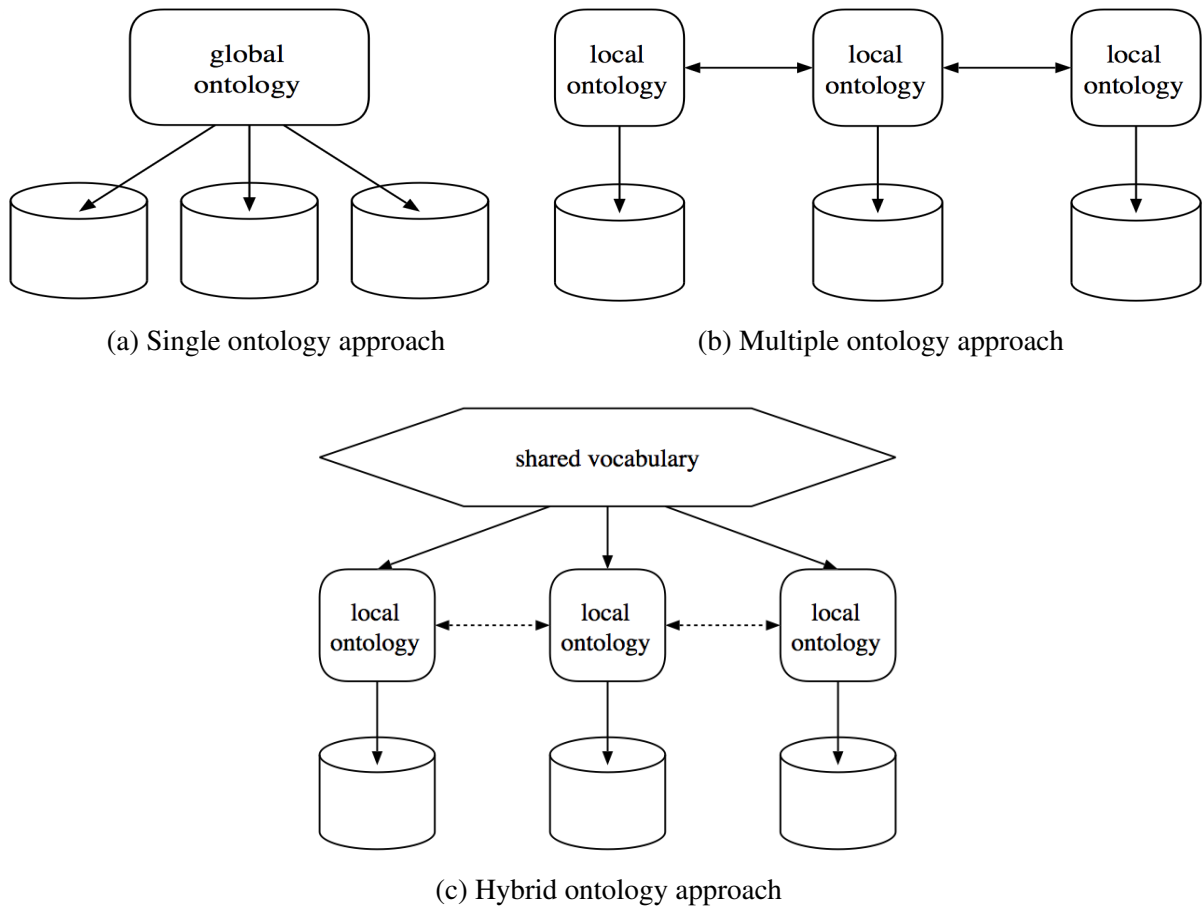 global
ontology
(a) Single ontology approach
local
ontology
local
ontology
local
ontology
(b) Multiple ontology approach
shared vocabulary
local
ontology
local
ontology
local
ontology
(c) Hybrid ontology approach